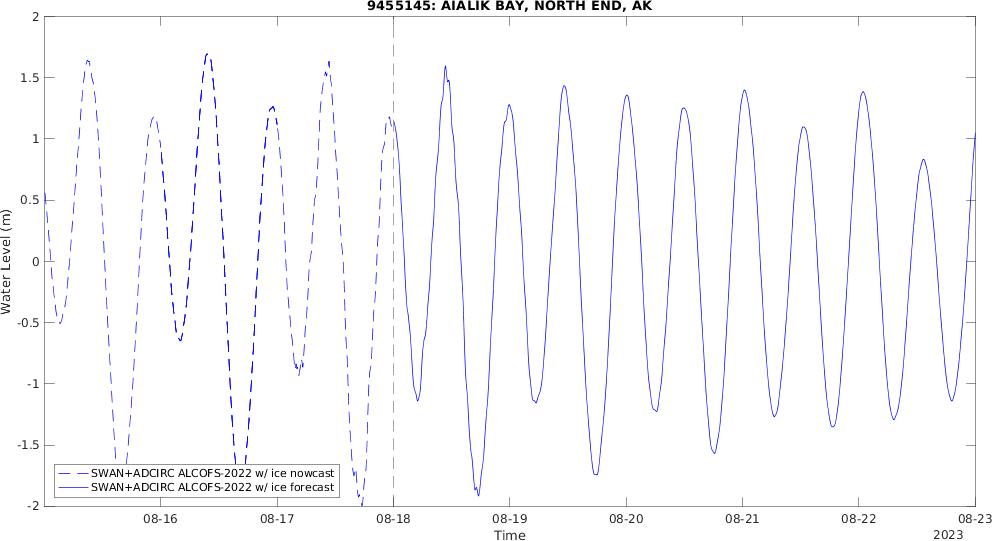 9455145: AIALIK BAY, NORTH END, AK
2
1.5
1
0.5
0
-0.5
-1
-1.5
-2
Water Level (m)
SWAN+ADCIRC ALCOFS-2022 w/ ice nowcast
SWAN+ADCIRC ALCOFS-2022 w/ ice forecast
08-16 08-17 08-18 08-19 08-20 08-21 08-22 08-23
Time
2023